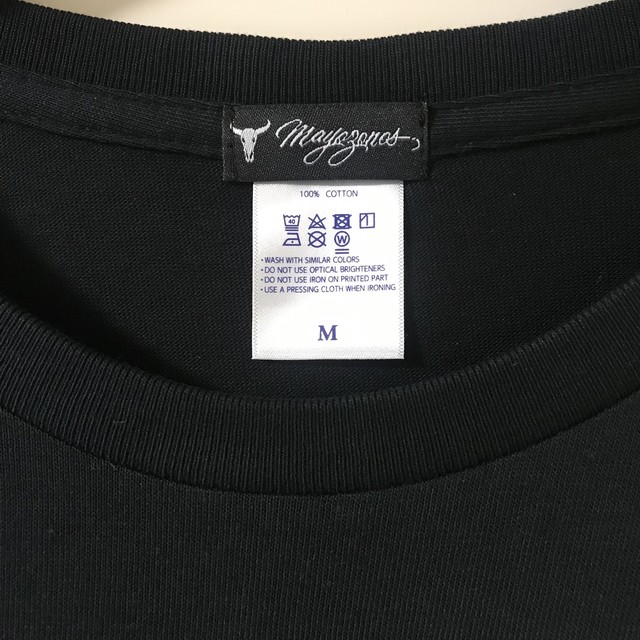 Mayozonos
100% COTTON
40
W
• WASH WITH SIMILAR COLORS
• DO NOT USE OPTICAL BRIGHTENERS
• DO NOT USE IRON ON PRINTED PART
• USE A PRESSING CLOTH WHEN IRONING
M